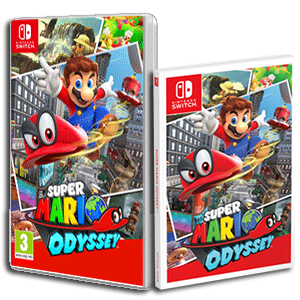 NINTENDO
SWITCH
SUPER
MARIO
ODYSSEY
3
NINTENDO
SWITCH
SUPER
MARIO
ODYSSEY